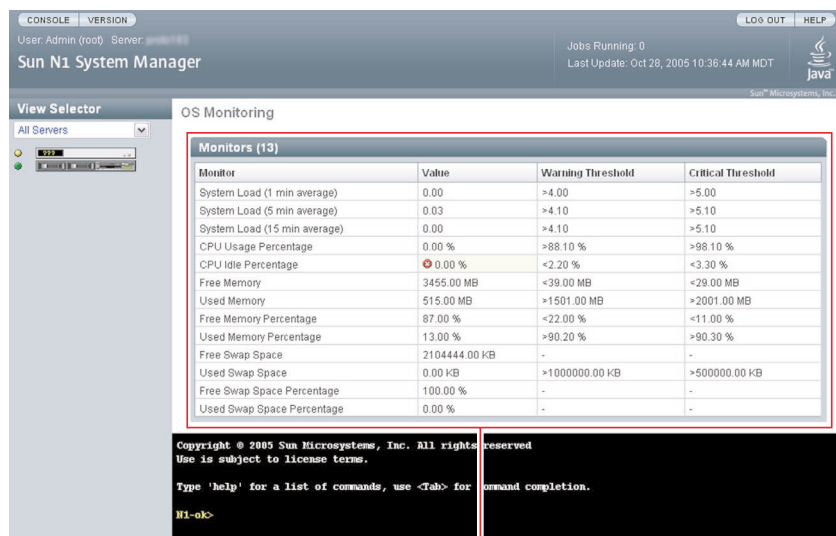 CONSOLE VERSION LOG OUT HELP
User: Admin (root) Server:
Sun N1 System Manager
Jobs Running: 0
Last Update: Oct 28, 2005 10:36:44 AM MDT
Java
Sun™ Microsystems, Inc.
View Selector
All Servers
999
OS Monitoring
Monitors (13)
Monitor Value Warning Threshold Critical Threshold
System Load (1 min average) 0.00 >4.00 >5.00
System Load (5 min average) 0.03 >4.10 >5.10
System Load (15 min average) 0.00 >4.10 >5.10
CPU Usage Percentage 0.00 % >88.10 % >98.10 %
CPU Idle Percentage 0.00 % <2.20 % <3.30 %
Free Memory 3455.00 MB <39.00 MB <29.00 MB
Used Memory 515.00 MB >1501.00 MB >2001.00 MB
Free Memory Percentage 87.00 % <22.00 % <11.00 %
Used Memory Percentage 13.00 % >90.20 % >90.30 %
Free Swap Space 2104444.00 KB - -
Used Swap Space 0.00 KB >1000000.00 KB >500000.00 KB
Free Swap Space Percentage 100.00 % - -
Used Swap Space Percentage 0.00 % - -
Copyright © 2005 Sun Microsystems, Inc. All rights reserved
Use is subject to license terms.
Type 'help' for a list of commands, use <Tab> for command completion.
N1-ok>